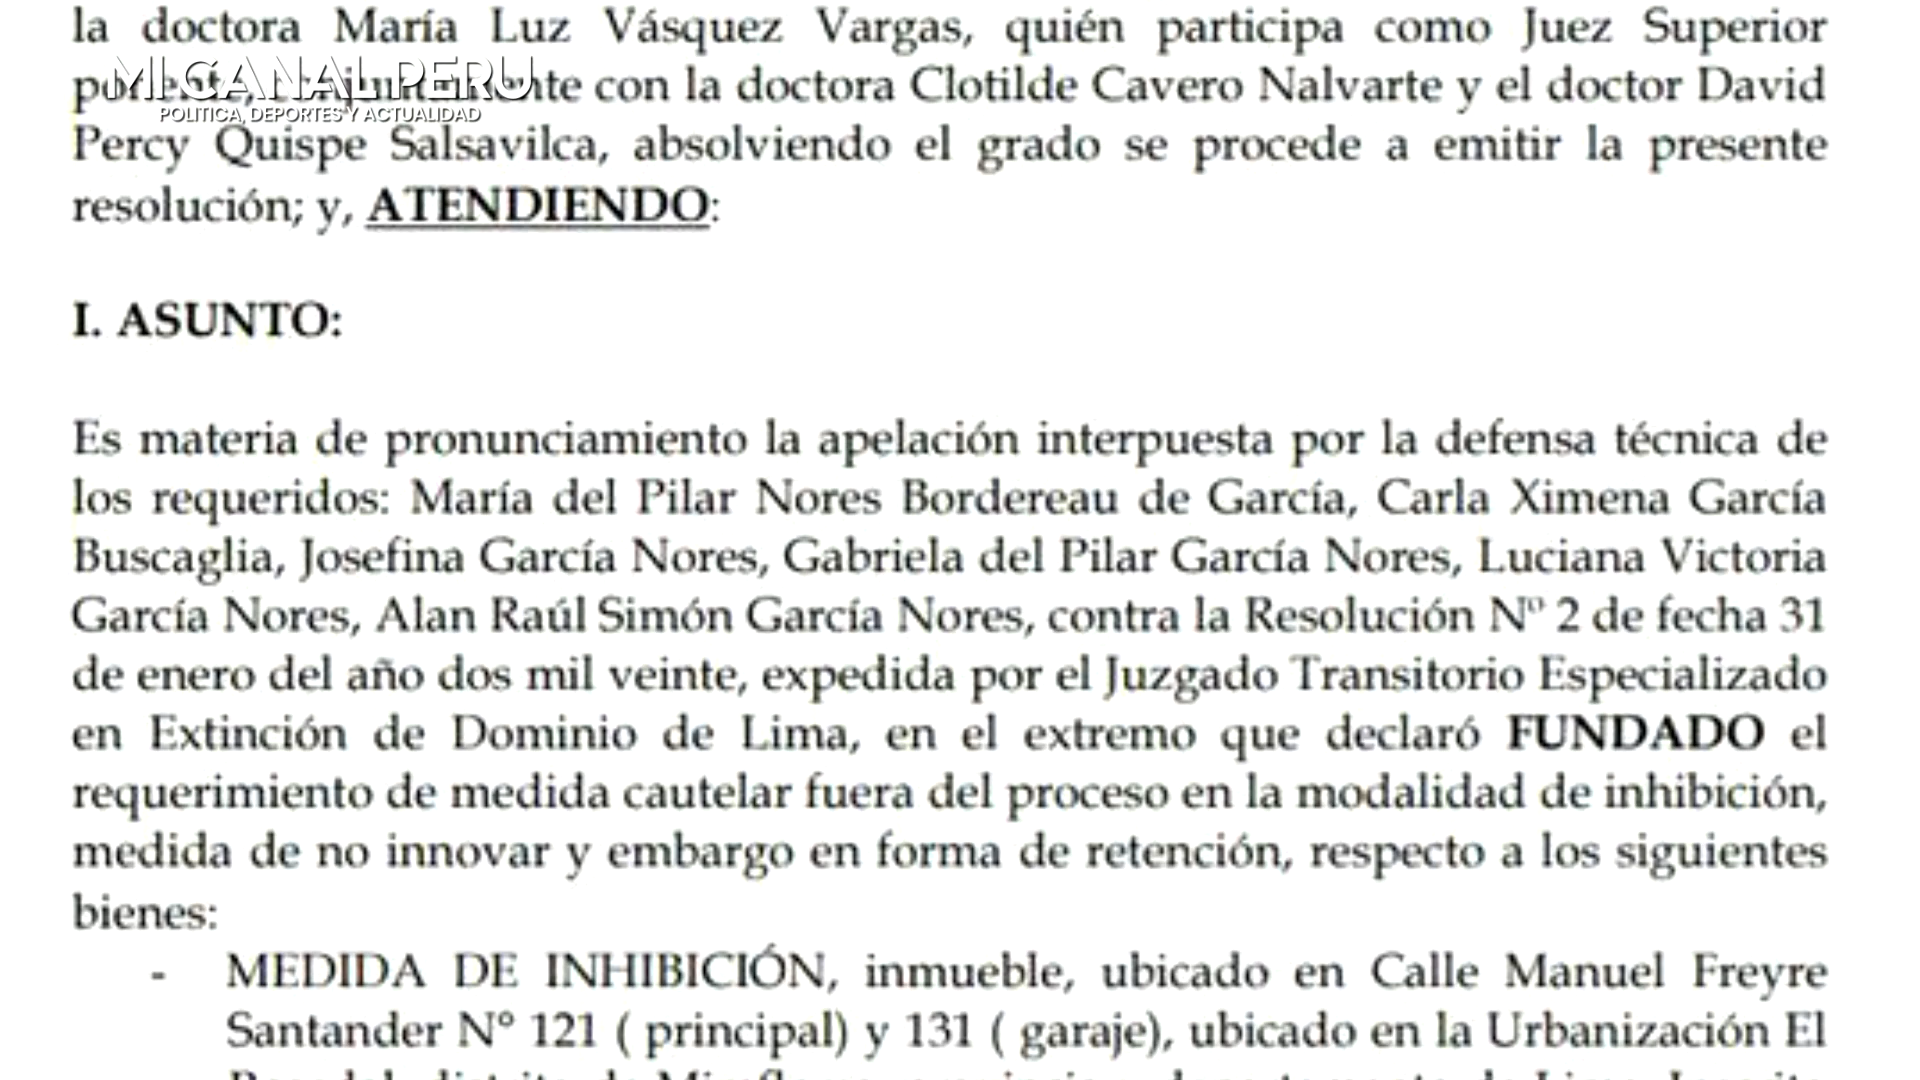 la doctora María Luz Vásquez Vargas, quién participa como Juez Superior
MI CANAL PERU
te con la doctora Clotilde Cavero Nalvarte y el doctor David
POLITICA, DEPORTES Y ACTUALIDAD
Percy Quispe Salsavilca, absolviendo el grado se procede a emitir la presente
resolución; y, ATENDIENDO:
I. ASUNTO:
Es materia de pronunciamiento la apelación interpuesta por la defensa técnica de
los requeridos: María del Pilar Nores Bordereau de García, Carla Ximena García
Buscaglia, Josefina García Nores, Gabriela del Pilar García Nores, Luciana Victoria
García Nores, Alan Raúl Simón García Nores, contra la Resolución Nº 2 de fecha 31
de enero del año dos mil veinte, expedida por el Juzgado Transitorio Especializado
en Extinción de Dominio de Lima, en el extremo que declaró FUNDADO el
requerimiento de medida cautelar fuera del proceso en la modalidad de inhibición,
medida de no innovar y embargo en forma de retención, respecto a los siguientes
bienes:
- MEDIDA DE INHIBICIÓN, inmueble, ubicado en Calle Manuel Freyre
Santander N° 121 ( principal) y 131 ( garaje), ubicado en la Urbanización El